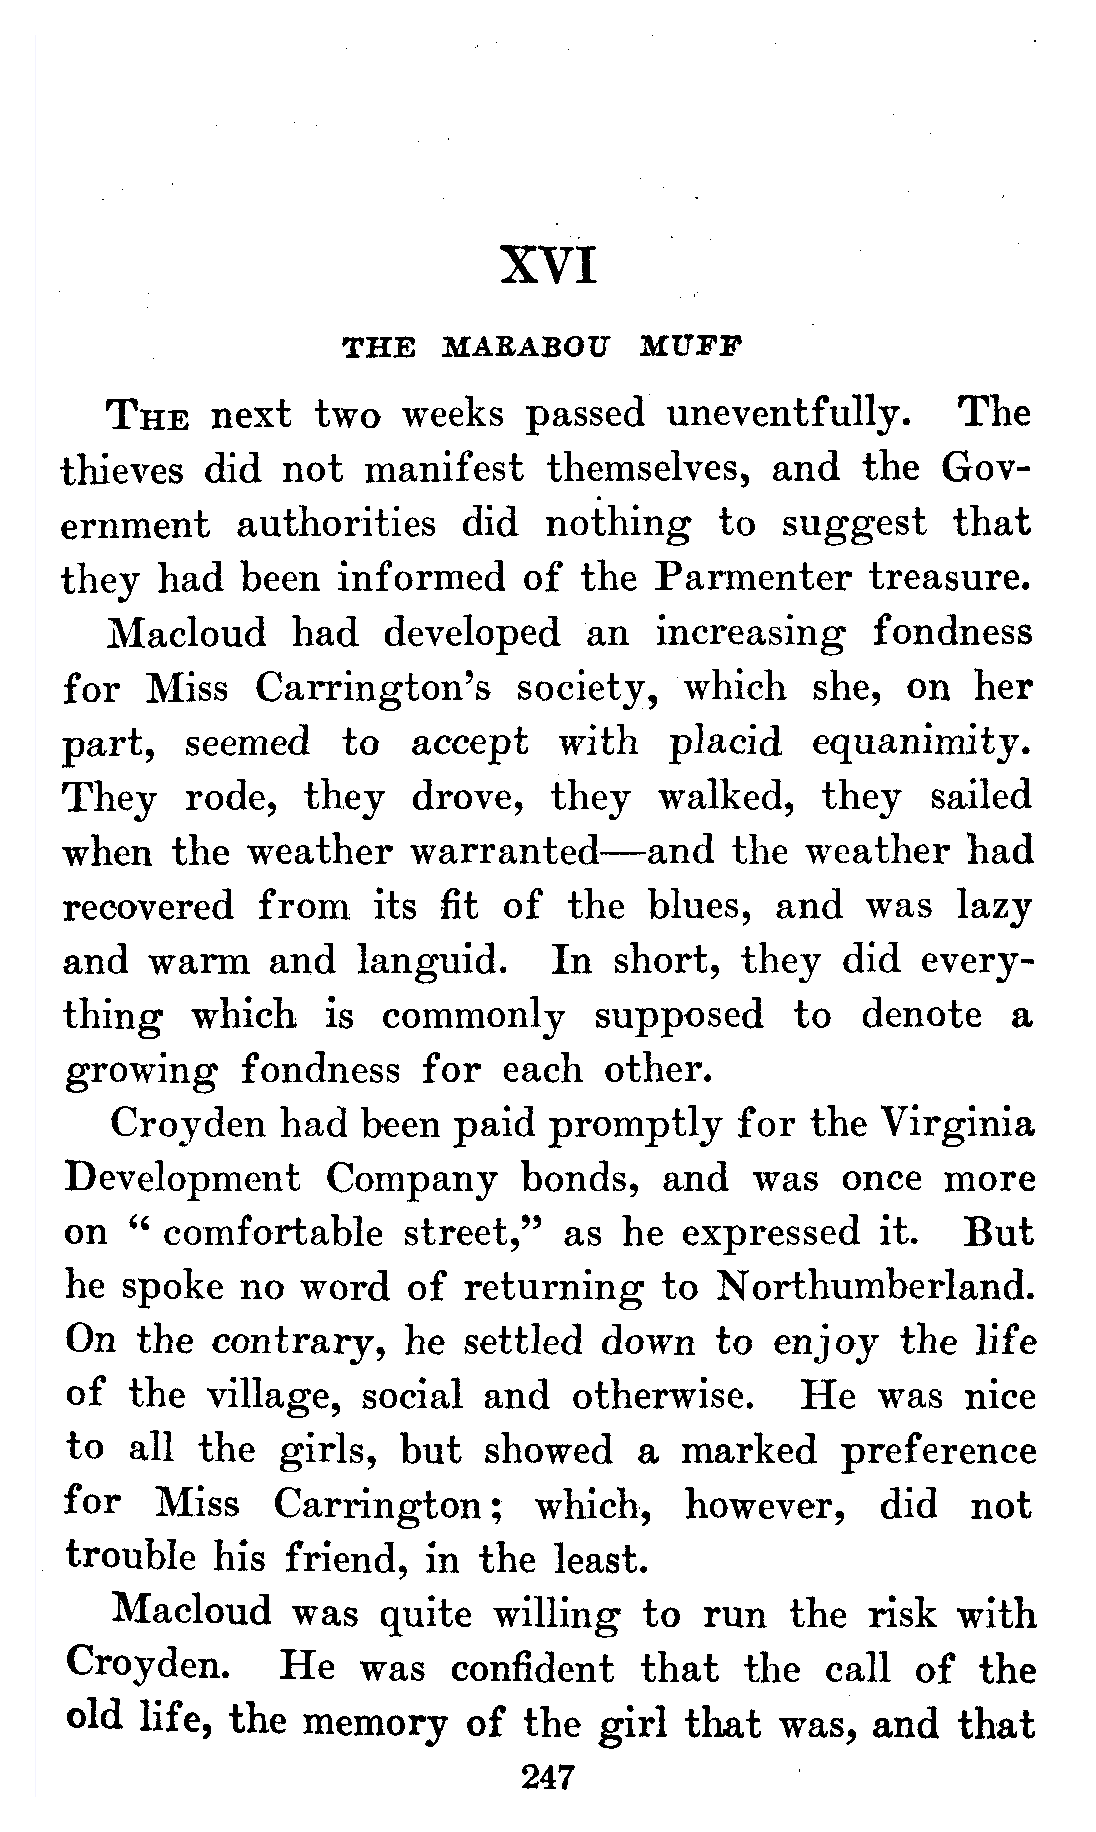 XVI
THE MARABOU MUFF
THE next two weeks passed uneventfully. The
thieves did not manifest themselves, and the Gov-
ernment authorities did nothing to suggest that
they had been informed of the Parmenter treasure.
Macloud had developed an increasing fondness
for Miss Carrington's society, which she, on her
part, seemed to accept with placid equanimity.
They rode, they drove, they walked, they sailed
when the weather warranted—and the weather had
recovered from its fit of the blues, and was lazy
and warm and languid. In short, they did every-
thing which is commonly supposed to denote a
growing fondness for each other.
Croyden had been paid promptly for the Virginia
Development Company bonds, and was once more
on “ comfortable street,” as he expressed it. But
he spoke no word of returning to Northumberland.
On the contrary, he settled down to enjoy the life
of the village, social and otherwise. He was nice
to all the girls, but showed a marked preference
for Miss Carrington; which, however, did not
trouble his friend, in the least.
Macloud was quite willing to run the risk with
Croyden. He was confident that the call of the
old life, the memory of the girl that was, and that
247